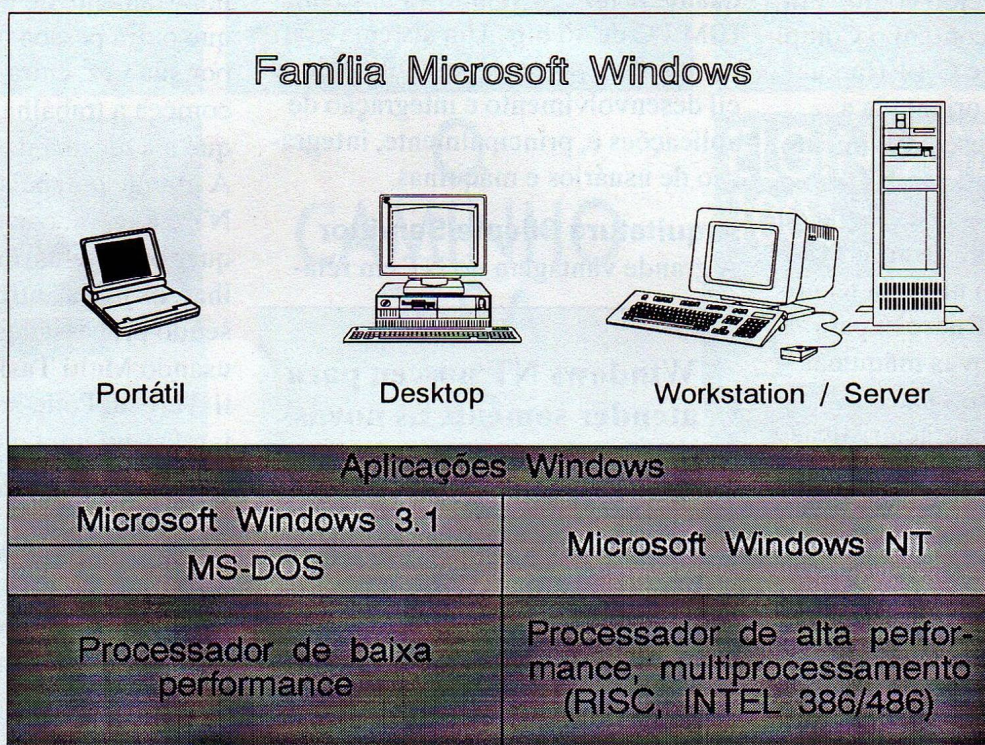 Família Microsoft Windows
Portátil
Desktop
Workstation / Server
Aplicações Windows
Microsoft Windows 3.1
MS-DOS
Microsoft Windows NT
Processador de baixa
performance
Processador de alta perfor-
mance, multiprocessamento
(RISC, INTEL 386/486)